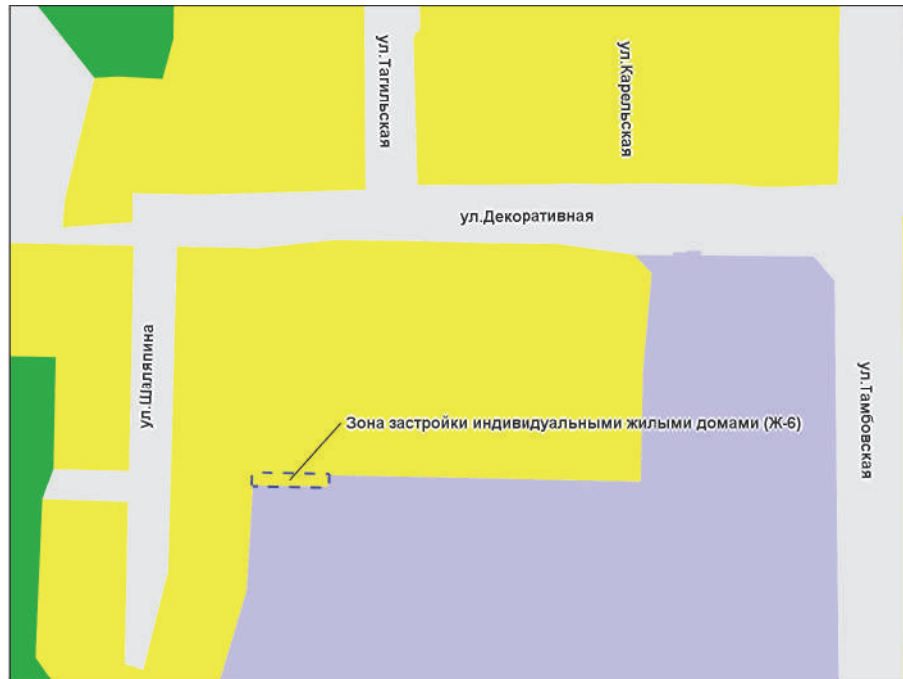 ул.Тагильская
ул.Карельская
ул.Декоративная
ул.Шаляпина
ул.Тамбовская
Зона застройки индивидуальными жилыми домами (Ж-6)